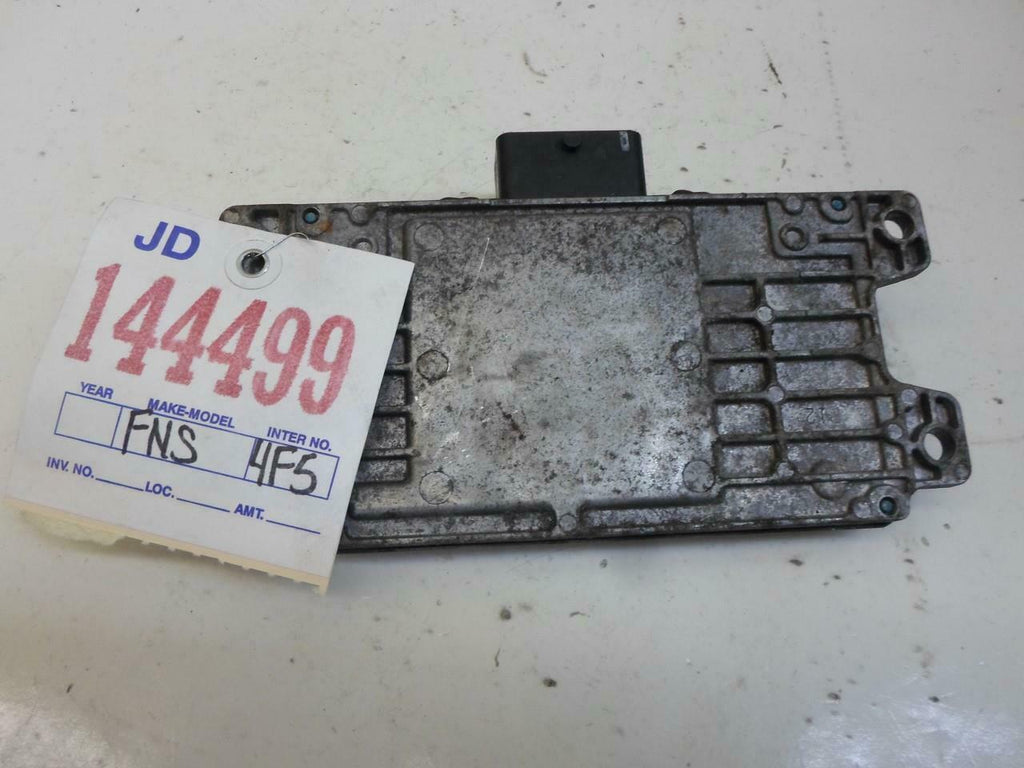 JD
144499
YEAR MAKE-MODEL INTER NO.
FNS 4F5
INV. NO. LOC. AMT.